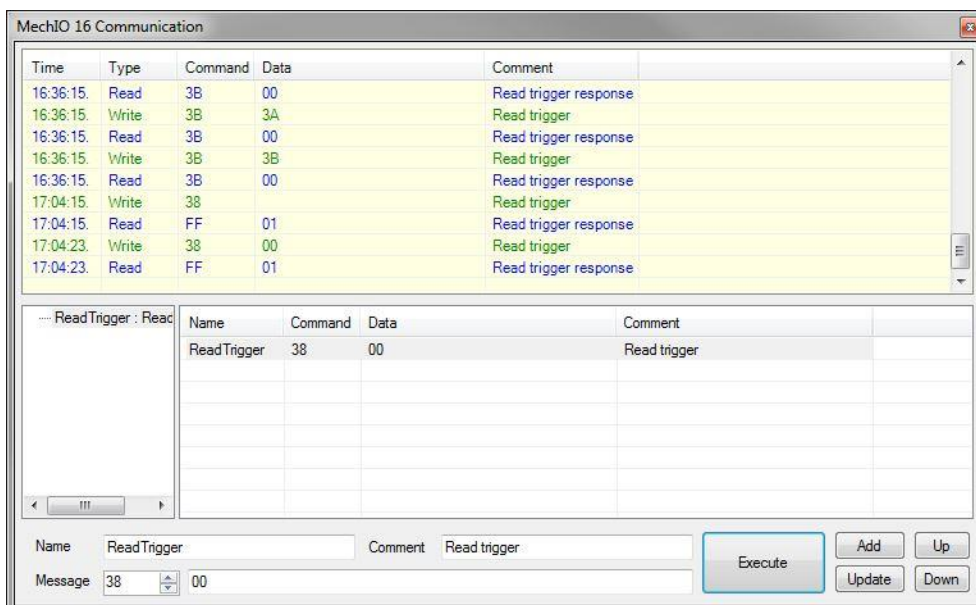 MechIO 16 Communication
Time Type Command Data Comment
16:36:15. Read 3B 00 Read trigger response
16:36:15. Write 3B 3A Read trigger
16:36:15. Read 3B 00 Read trigger response
16:36:15. Write 3B 3B Read trigger
16:36:15. Read 3B 00 Read trigger response
17:04:15. Write 38 Read trigger
17:04:15. Read FF 01 Read trigger response
17:04:23. Write 38 00 Read trigger
17:04:23. Read FF 01 Read trigger response
ReadTrigger : Read
Name Command Data Comment
ReadTrigger 38 00 Read trigger
Name ReadTrigger Comment Read trigger Execute Add Up
Message 38 00 Update Down